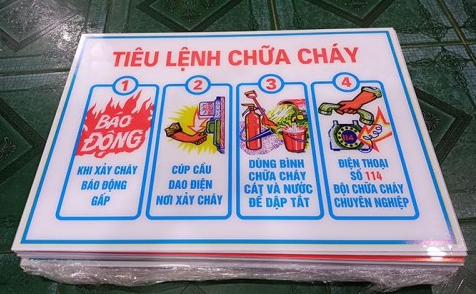 TIÊU LỆNH CHỮA CHÁY
1
BÁO
ĐỘNG
KHI XẢY CHÁY
BÁO ĐỘNG
GẤP
2
CÚP CẦU
DAO ĐIỆN
NƠI XẢY CHÁY
3
DÙNG BÌNH
CHỮA CHÁY
CÁT VÀ NƯỚC
ĐỂ DẬP TẮT
4
114
ĐIỆN THOẠI
SỐ 114
ĐỘI CHỮA CHÁY
CHUYÊN NGHIỆP